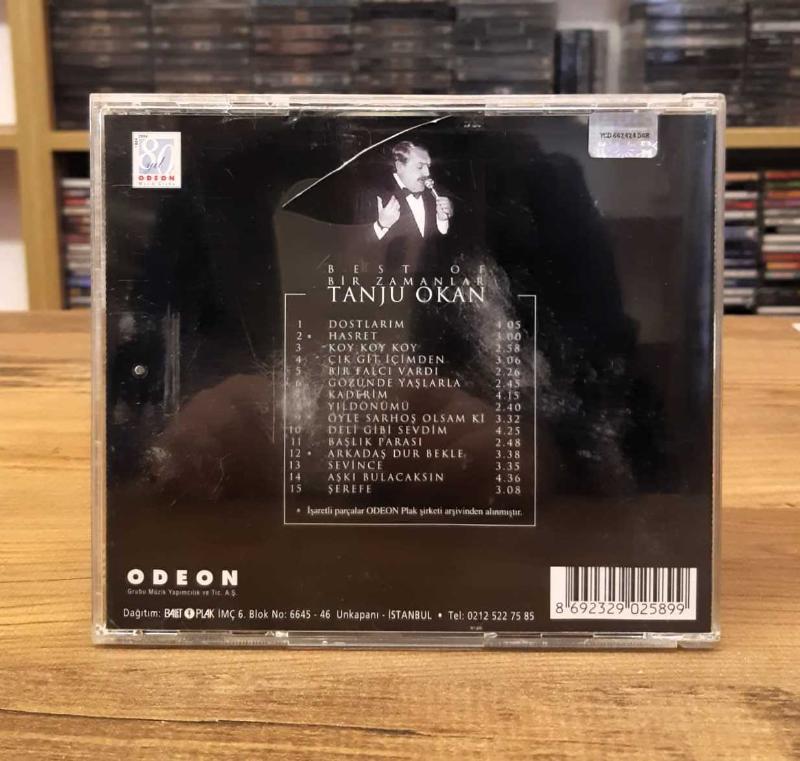 80
yıl
ODEON
YCD 662424 DAR
BEST OF
BİR ZAMANLAR
TANJU OKAN
1 DOSTLARIM 4.05
2 * HASRET 3.00
3 KOY KOY KOY 2.58
4 ÇIK GİT İÇİMDEN 3.06
5 BİR FALCI VARDI 2.26
6 GÖZÜNDE YAŞLARLA 2.45
7 KADERİM 4.15
8 YILDÖNÜMÜ 2.40
9 * ÖYLE SARHOŞ OLSAM Kİ 3.32
10 DELİ GİBİ SEVDİM 4.25
11 BAŞLIK PARASI 2.48
12 * ARKADAŞ DUR BEKLE 3.38
13 SEVİNCE 3.35
14 AŞKI BULACAKSIN 4.36
15 ŞEREFE 3.08
* İşaretli parçalar ODEON Plak şirketi arşivinden alınmıştır.
ODEON
Grubu Müzik Yapımcılık ve Tic. A.Ş.
Dağıtım: BALET PLAK İMÇ 6. Blok No: 6645 - 46 Unkapanı - İSTANBUL • Tel: 0212 522 75 85
8 692329 025899